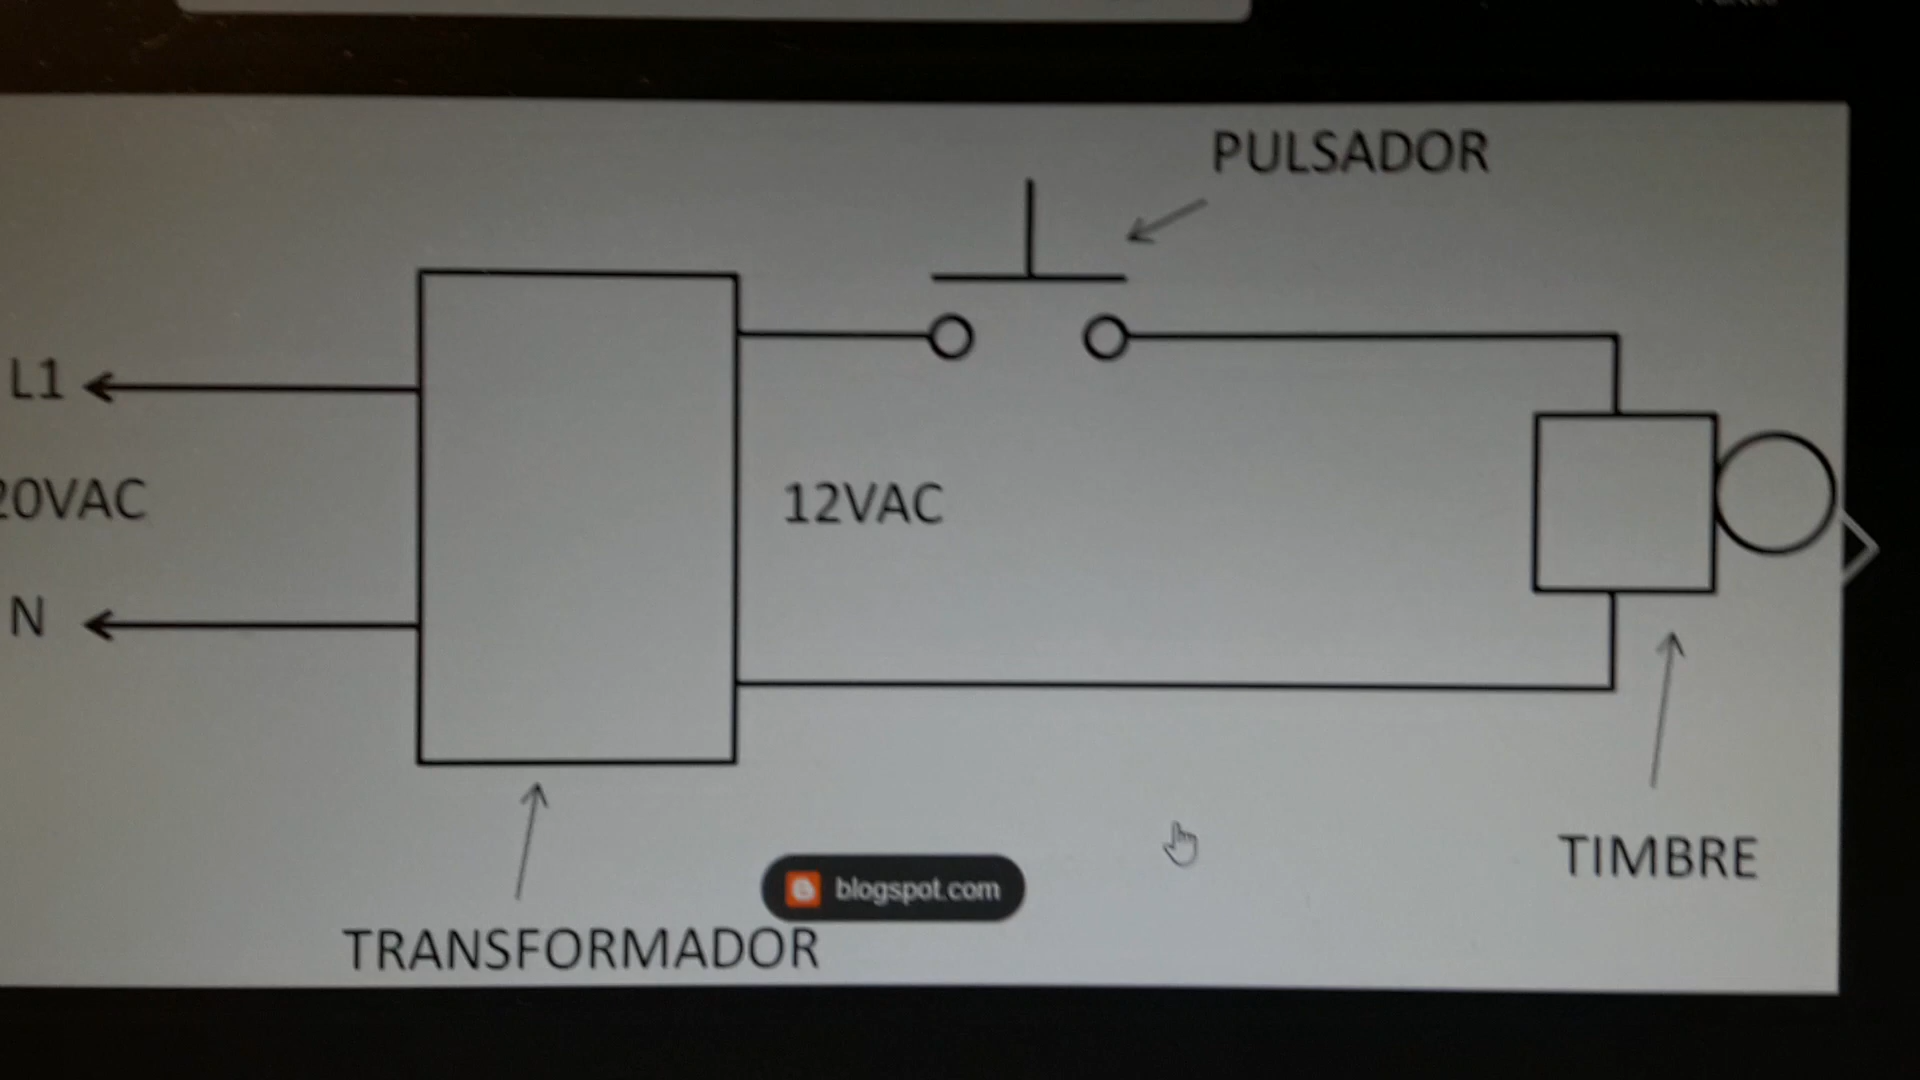 PULSADOR
L1
20VAC
12VAC
N
TIMBRE
blogspot.com
TRANSFORMADOR